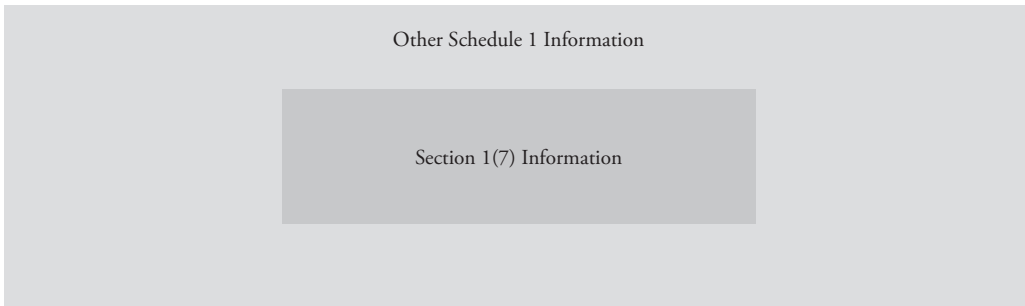 Other Schedule 1 Information
Section 1(7) Information